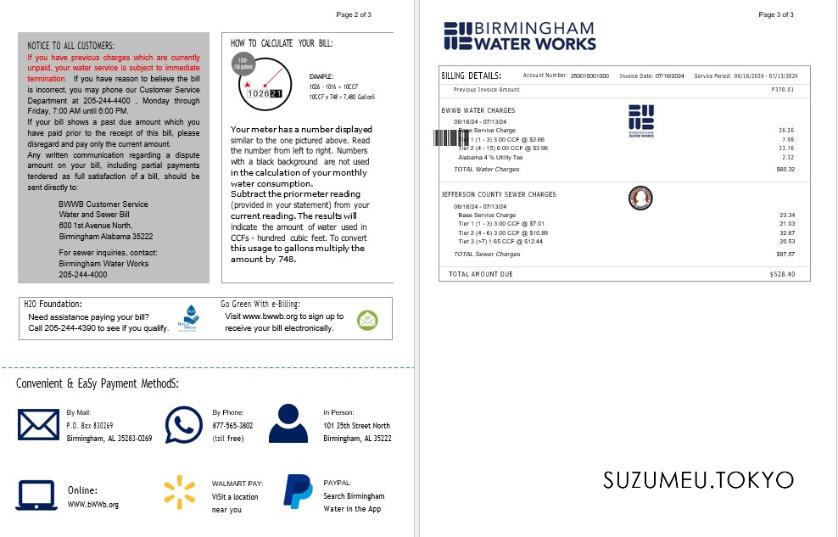 Page 2 of 3
NOTICE TO ALL CUSTOMERS:
If you have previous charges which are currently
unpaid, your water service is subject to immediate
termination. If you have reason to believe the bill
is incorrect, you may phone our Customer Service
Department at 205-244-4400 , Monday through
Friday, 7:00 AM until 6:00 PM.
If your bill shows a past due amount which you
have paid prior to the receipt of this bill, please
disregard and pay only the current amount.
Any written communication regarding a dispute
amount on your bill, including partial payments
tendered as full satisfaction of a bill, should be
sent directly to:
BWWB Customer Service
Water and Sewer Bill
600 1st Avenue North,
Birmingham Alabama 35222
For sewer inquiries, contact:
Birmingham Water Works
205-244-4000
HOW TO CALCULATE YOUR BILL:
102621
EXAMPLE:
1026 - 1016 = 10CCF
10CCF x 748 = 7,480 Gallons
Your meter has a number displayed
similar to the one pictured above. Read
the number from left to right. Numbers
with a black background are not used
in the calculation of your monthly
water consumption.
Subtract the prior meter reading
(provided in your statement) from your
current reading. The results will
indicate the amount of water used in
CCFs - hundred cubic feet. To convert
this usage to gallons multiply the
amount by 748.
H2O Foundation:
Need assistance paying your bill?
Call 205-244-4390 to see if you qualify.
Go Green With e-Billing:
Visit www.bwwb.org to sign up to
receive your bill electronically.
Convenient & EaSy Payment MethodS:
By Mail:
P.O. Box 830269
Birmingham, AL 35283-0269
By Phone:
877-565-3802
(toll free)
In Person:
101 35th Street North
Birmingham, AL 35222
Online:
WWW.bWWb.org
WALMART PAY:
ViSit a location
near you
PAYPAL:
Search Birmingham
Water in the App
Page 3 of 3
BIRMINGHAM
WATER WORKS
BILLING DETAILS: Account Number: 250010001000 Invoice Date: 07/16/2024 Service Period: 06/16/2024 - 07/13/2024
Previous Invoice Amount P370.51
BWWB WATER CHARGES
06/16/24 - 07/13/24
Base Service Charge 26.26
Tier 1 (1 - 3) 3.00 CCF @ $2.66 7.98
Tier 2 (4 - 15) 6.00 CCF @ $3.96 23.76
Alabama 4 % Utility Tax 2.32
TOTAL Water Charges $60.32
BIRMINGHAM
WATER WORKS
JEFFERSON COUNTY SEWER CHARGES
06/16/24 - 07/13/24
Base Service Charge 23.34
Tier 1 (1 - 3) 3.00 CCF @ $7.01 21.03
Tier 2 (4 - 6) 3.00 CCF @ $10.89 32.67
Tier 3 (>7) 1.65 CCF @ $12.44 20.53
TOTAL Sewer Charges $97.57
TOTAL AMOUNT DUE $528.40
SUZUMEU.TOKYO